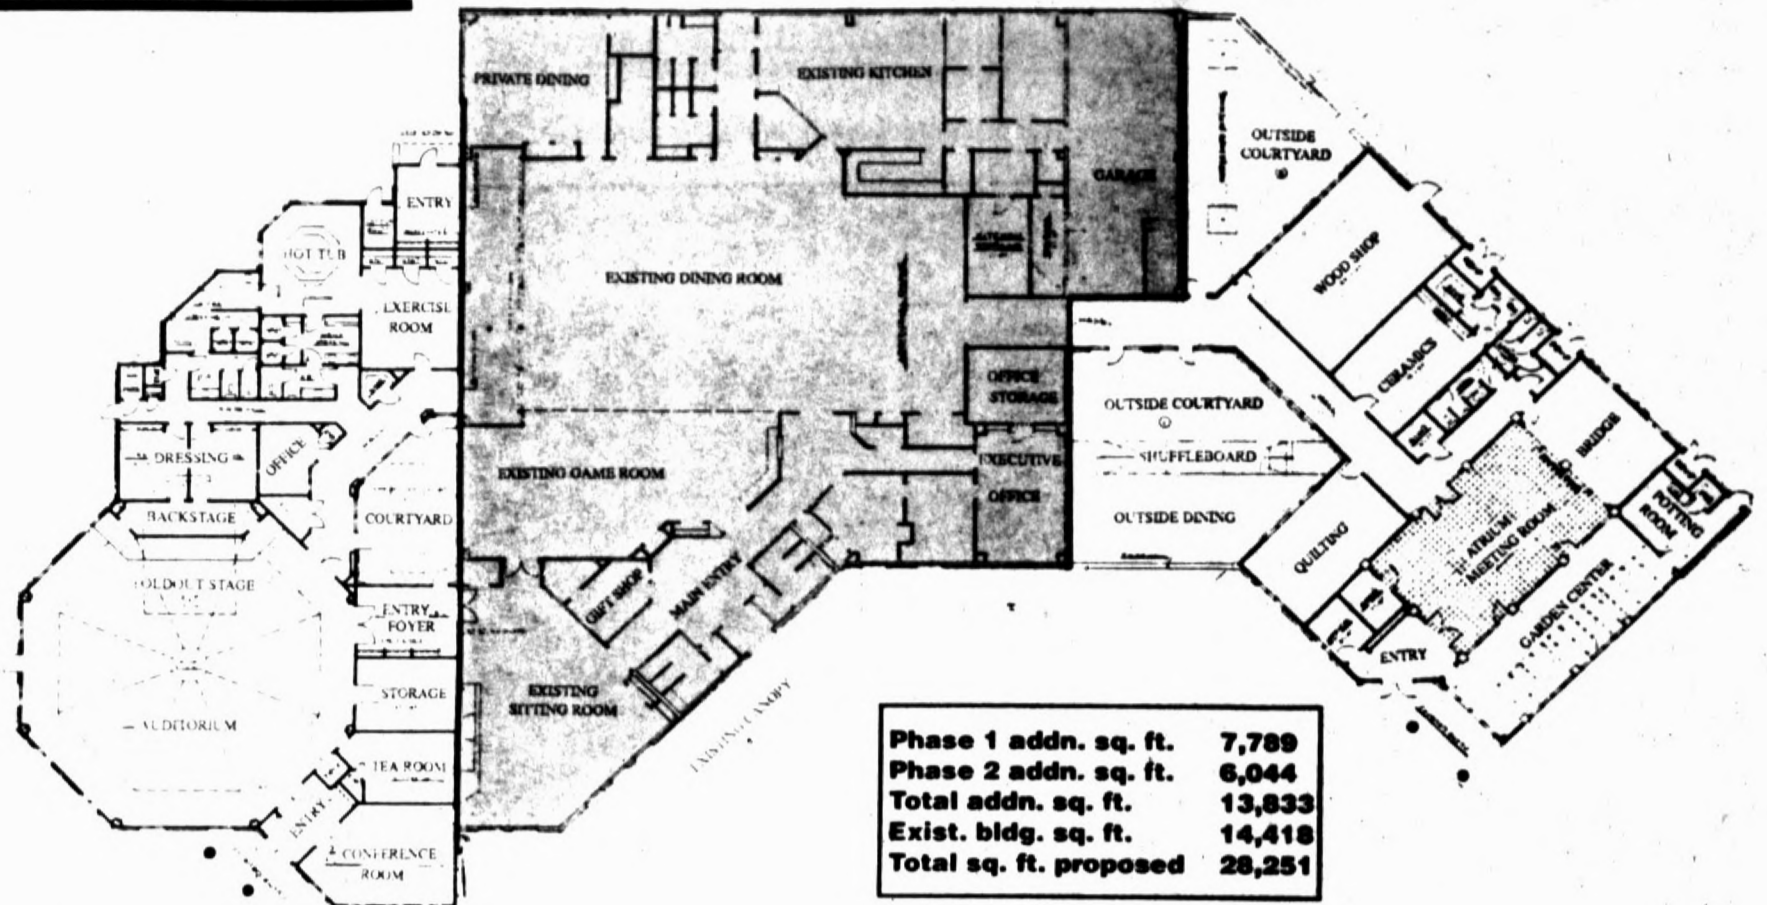 PRIVATE DINING
EXISTING KITCHEN
OUTSIDE
COURTYARD
GARAGE
ENTRY
HOT TUB
EXERCISE
ROOM
EXISTING DINING ROOM
WOOD SHOP
CERAMICS
OFFICE
STORAGE
OUTSIDE COURTYARD
SHUFFLEBOARD
OUTSIDE DINING
BRIDGE
DRESSING
OFFICE
EXISTING GAME ROOM
EXECUTIVE
OFFICE
BACKSTAGE
COURTYARD
FOLDOUT STAGE
ENTRY
FOYER
GIFT SHOP
MAIN ENTRY
QUILTING
ATRIUM
MEETING ROOM
POTTING
ROOM
GARDEN CENTER
ENTRY
STORAGE
EXISTING
SITTING ROOM
EXISTING CANOPY
AUDITORIUM
TEA ROOM
ENTRY
CONFERENCE
ROOM
Phase 1 addn. sq. ft. 7,789
Phase 2 addn. sq. ft. 6,044
Total addn. sq. ft. 13,833
Exist. bldg. sq. ft. 14,418
Total sq. ft. proposed 28,251